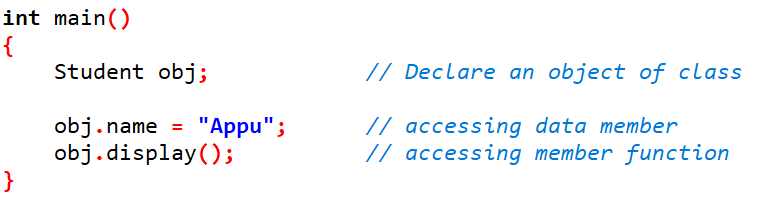 int main()
{
Student obj; // Declare an object of class
obj.name = "Appu"; // accessing data member
obj.display(); // accessing member function
}